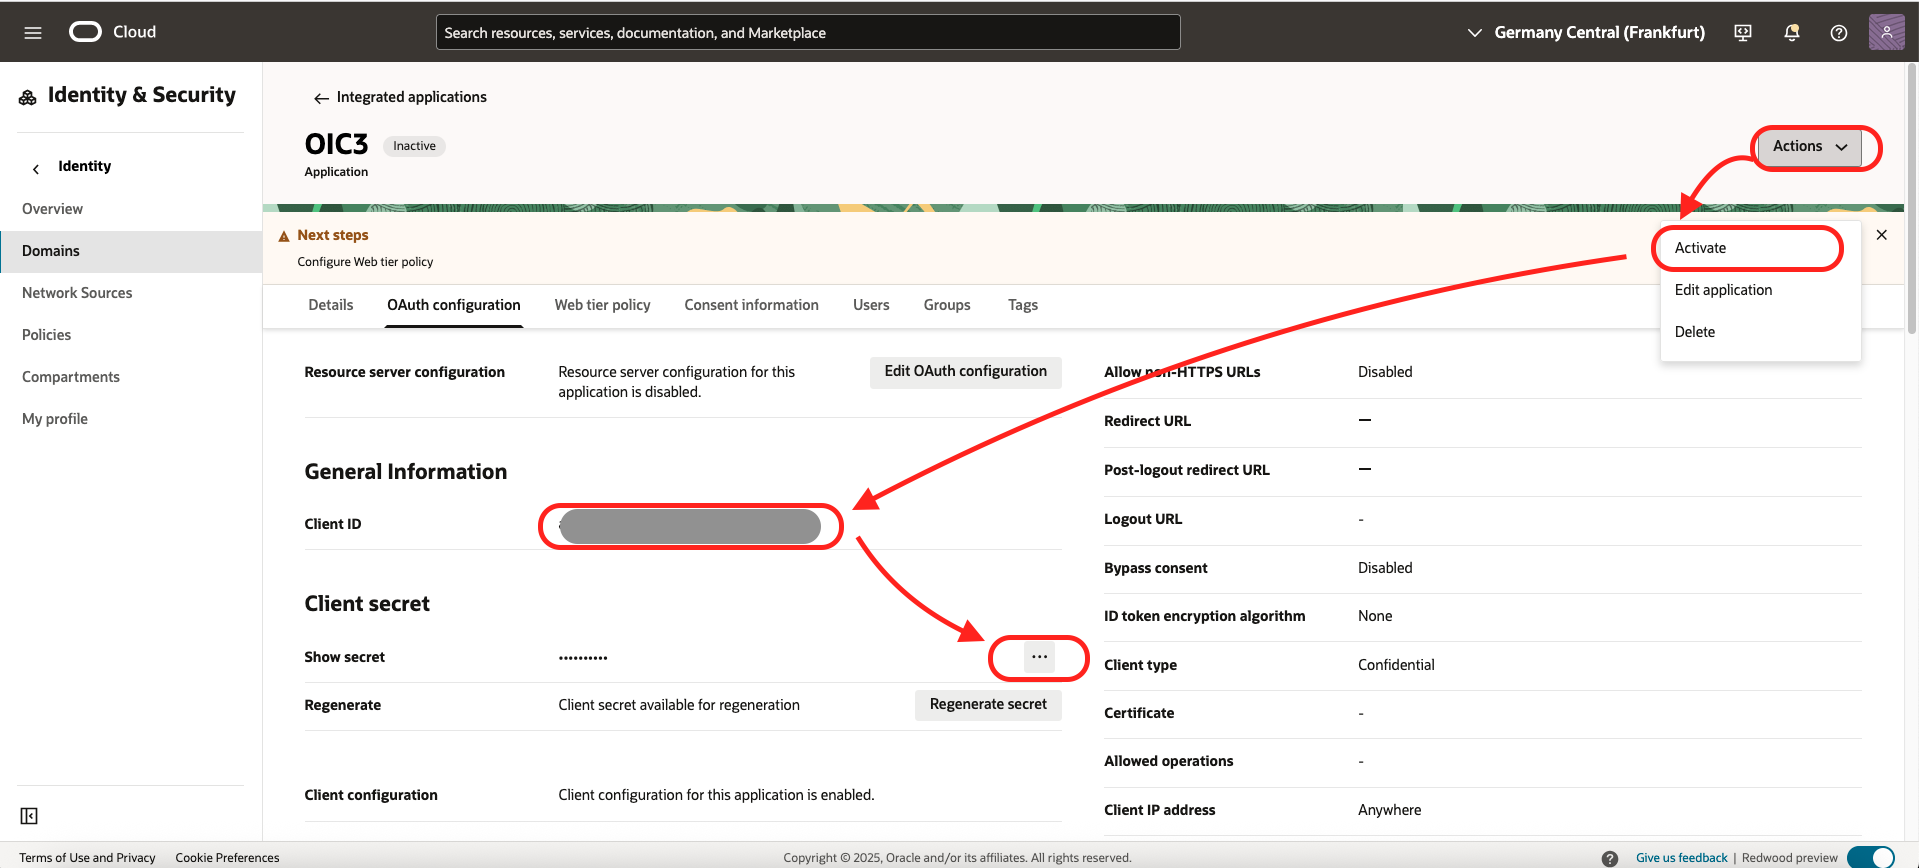 Cloud
Search resources, services, documentation, and Marketplace
Germany Central (Frankfurt)
Identity & Security
Identity
Overview
Domains
Network Sources
Policies
Compartments
My profile
Integrated applications
OIC3
Inactive
Application
Actions
Activate
Edit application
Delete
Next steps
Configure Web tier policy
Details
OAuth configuration
Web tier policy
Consent information
Users
Groups
Tags
Resource server configuration
Resource server configuration for this
application is disabled.
Edit OAuth configuration
General Information
Client ID
Client secret
Show secret
••••••••••
Regenerate
Client secret available for regeneration
Regenerate secret
Client configuration
Client configuration for this application is enabled.
Allow non-HTTPS URLs
Disabled
Redirect URL
—
Post-logout redirect URL
—
Logout URL
-
Bypass consent
Disabled
ID token encryption algorithm
None
Client type
Confidential
Certificate
-
Allowed operations
-
Client IP address
Anywhere
Terms of Use and Privacy
Cookie Preferences
Copyright © 2025, Oracle and/or its affiliates. All rights reserved.
Give us feedback | Redwood preview